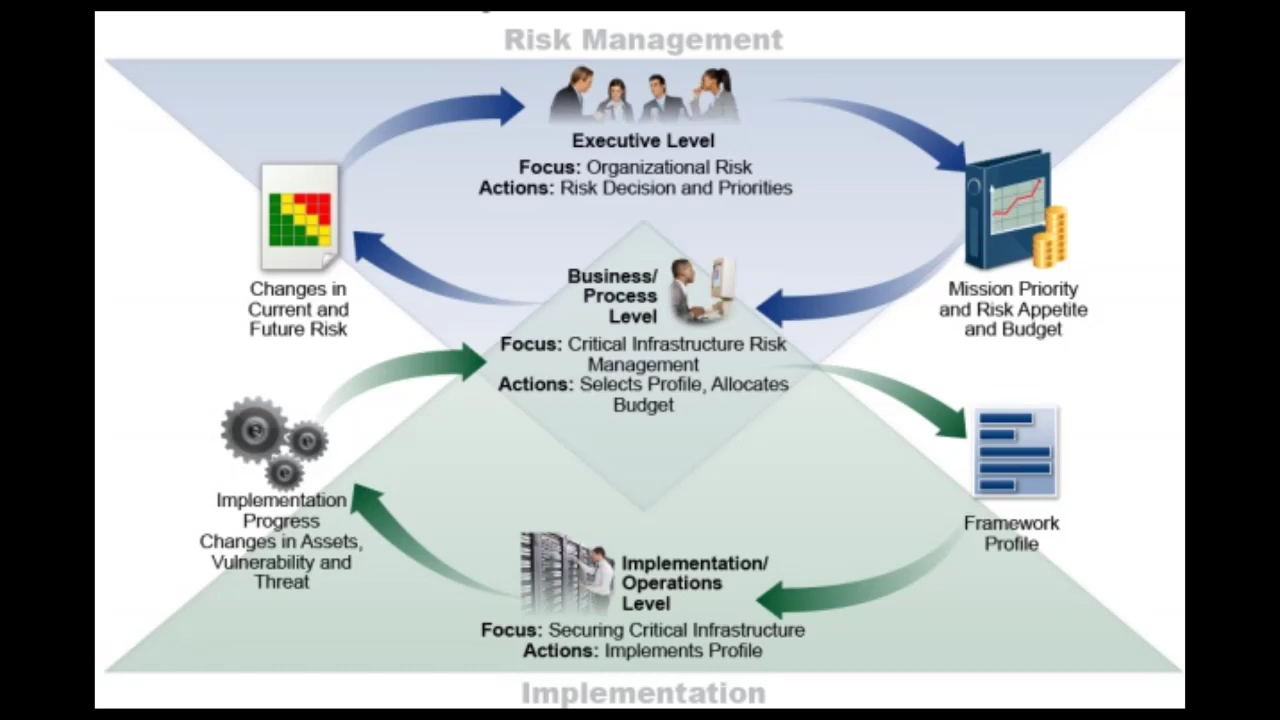 Risk Management
Executive Level
Focus: Organizational Risk
Actions: Risk Decision and Priorities
Changes in
Current and
Future Risk
Mission Priority
and Risk Appetite
and Budget
Business/
Process
Level
Focus: Critical Infrastructure Risk
Management
Actions: Selects Profile, Allocates
Budget
Implementation
Progress
Changes in Assets,
Vulnerability and
Threat
Framework
Profile
Implementation/
Operations
Level
Focus: Securing Critical Infrastructure
Actions: Implements Profile
Implementation